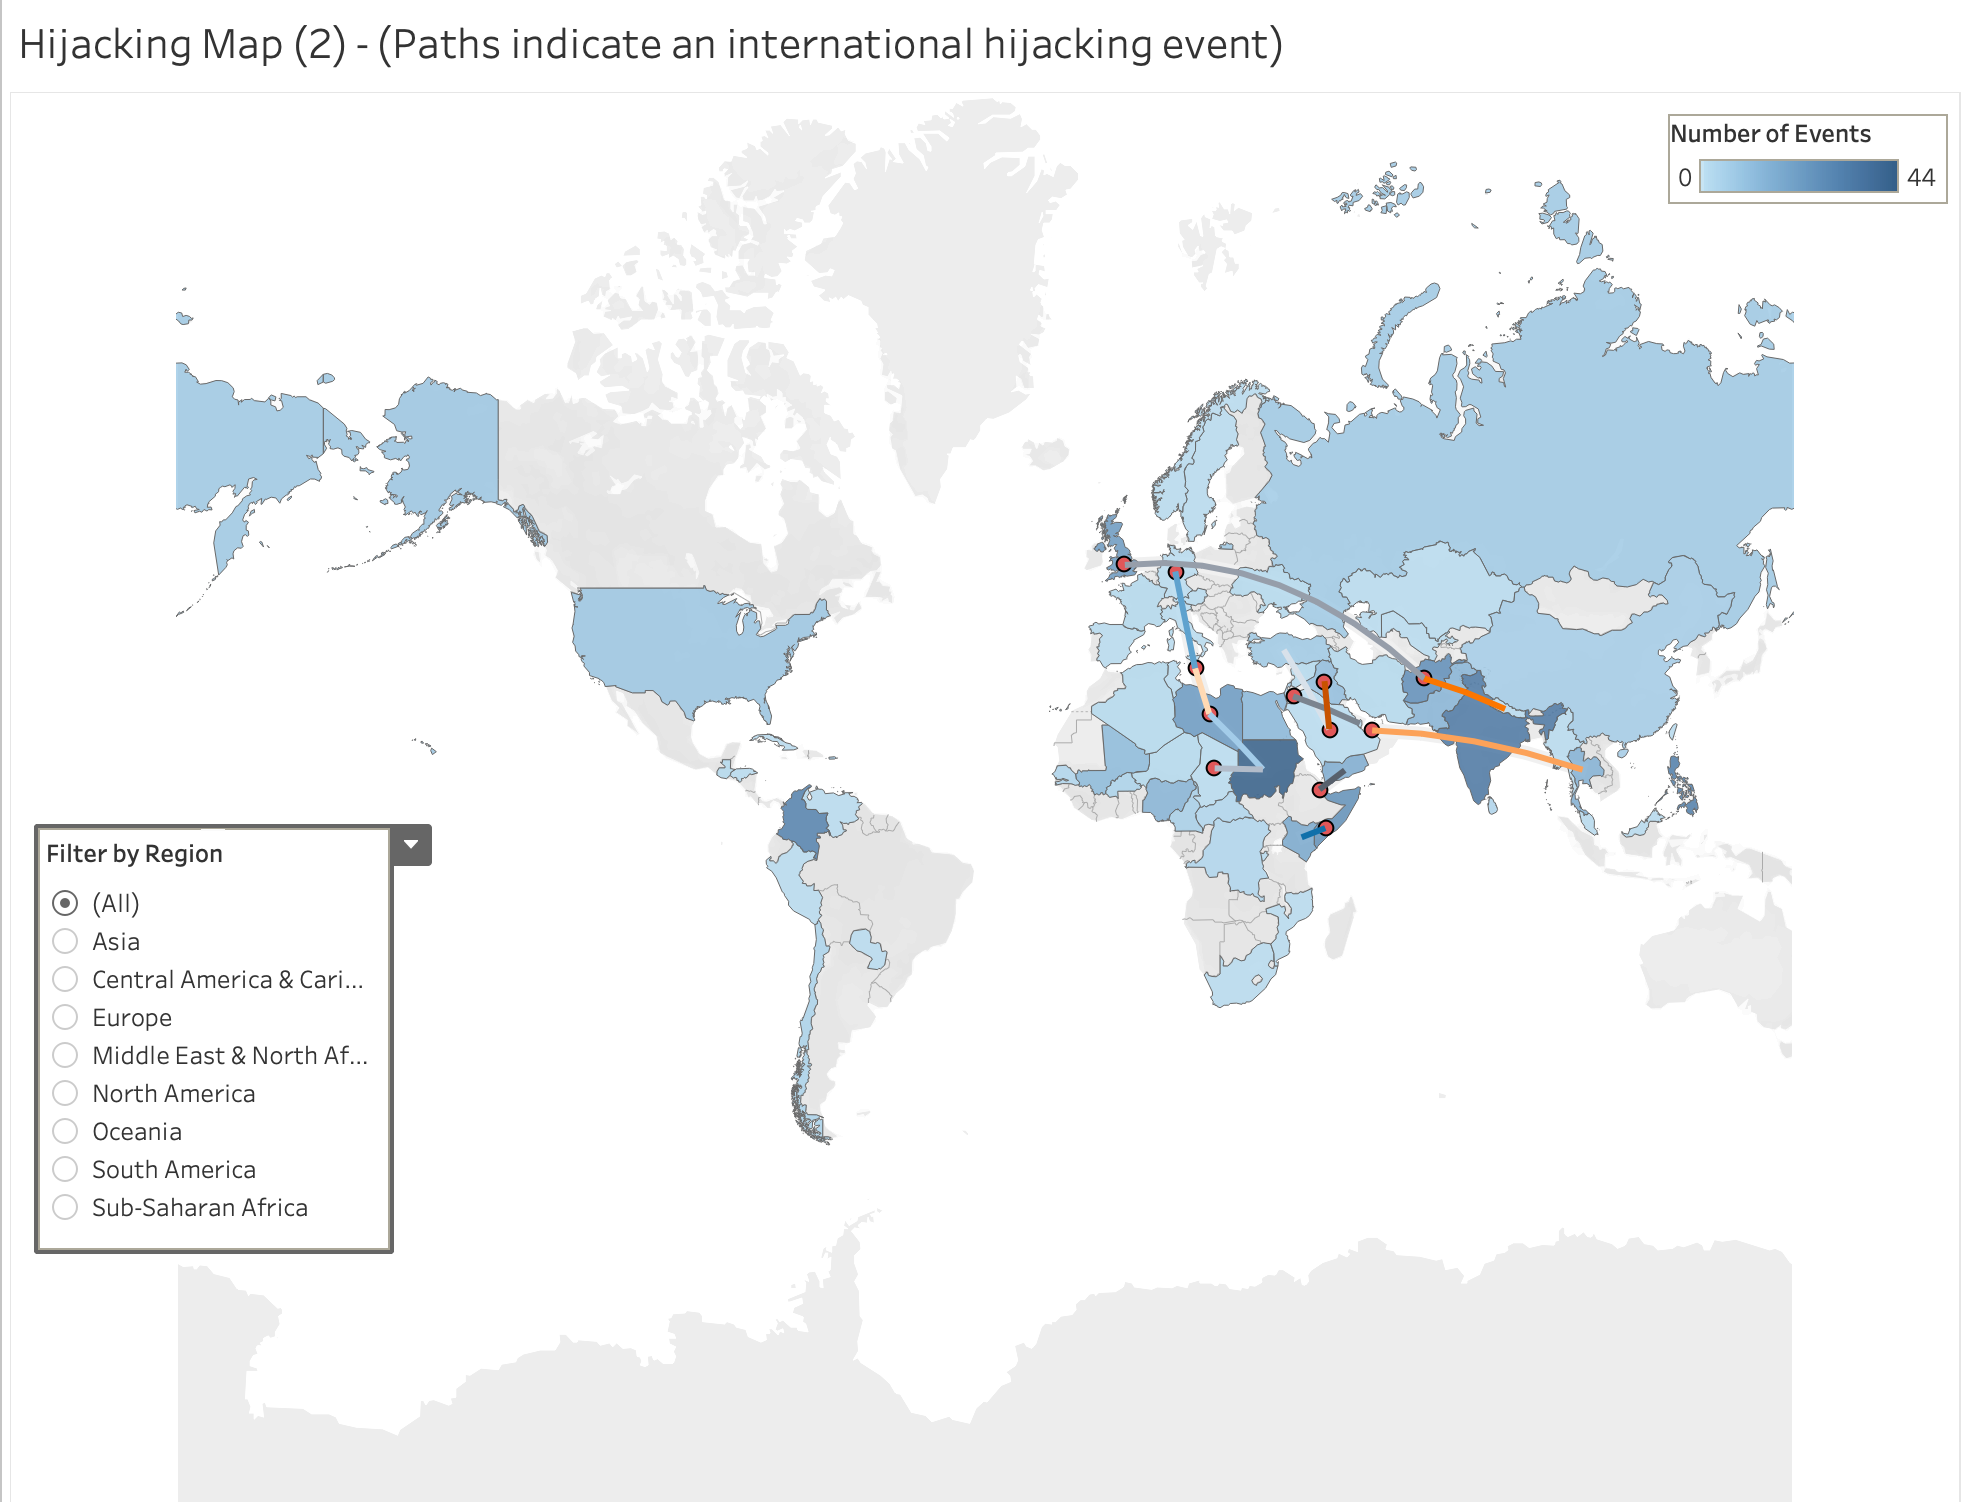 Hijacking Map (2) - (Paths indicate an international hijacking event)
Number of Events
0 44
Filter by Region
(All)
Asia
Central America & Cari...
Europe
Middle East & North Af...
North America
Oceania
South America
Sub-Saharan Africa